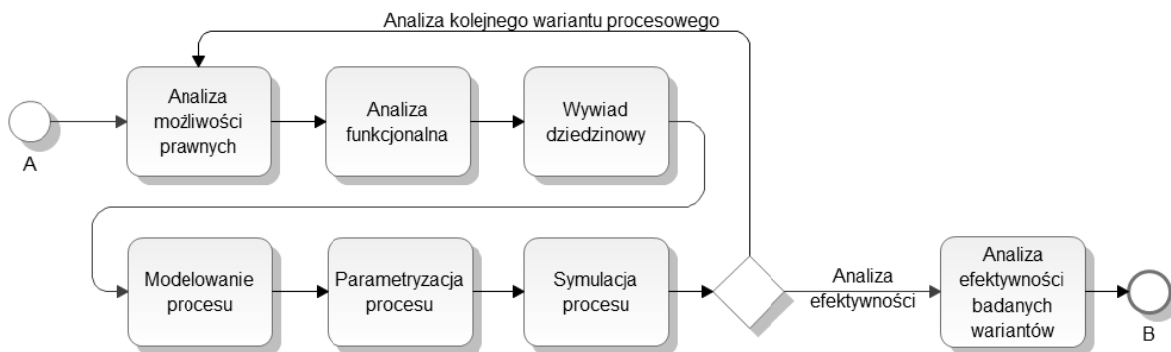 Analiza kolejnego wariantu procesowego
A
Analiza
możliwości
prawnych
Analiza
funkcjonalna
Wywiad
dziedzinowy
Modelowanie
procesu
Parametryzacja
procesu
Symulacja
procesu
Analiza
efektywności
Analiza
efektywności
badanych
wariantów
B